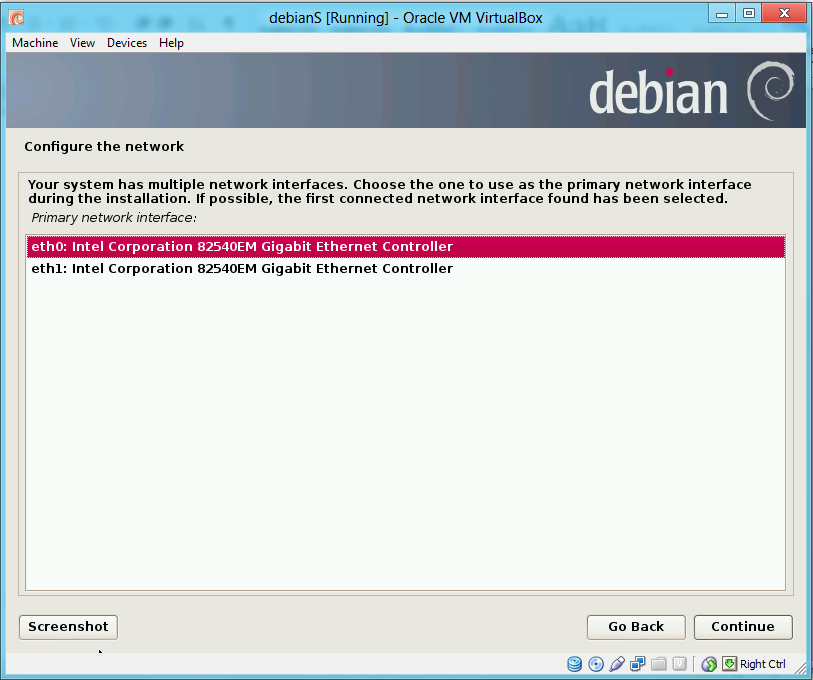 debianS [Running] - Oracle VM VirtualBox
Machine View Devices Help
debian
Configure the network
Your system has multiple network interfaces. Choose the one to use as the primary network interface
during the installation. If possible, the first connected network interface found has been selected.
Primary network interface:
eth0: Intel Corporation 82540EM Gigabit Ethernet Controller
eth1: Intel Corporation 82540EM Gigabit Ethernet Controller
Screenshot
Go Back
Continue
Right Ctrl